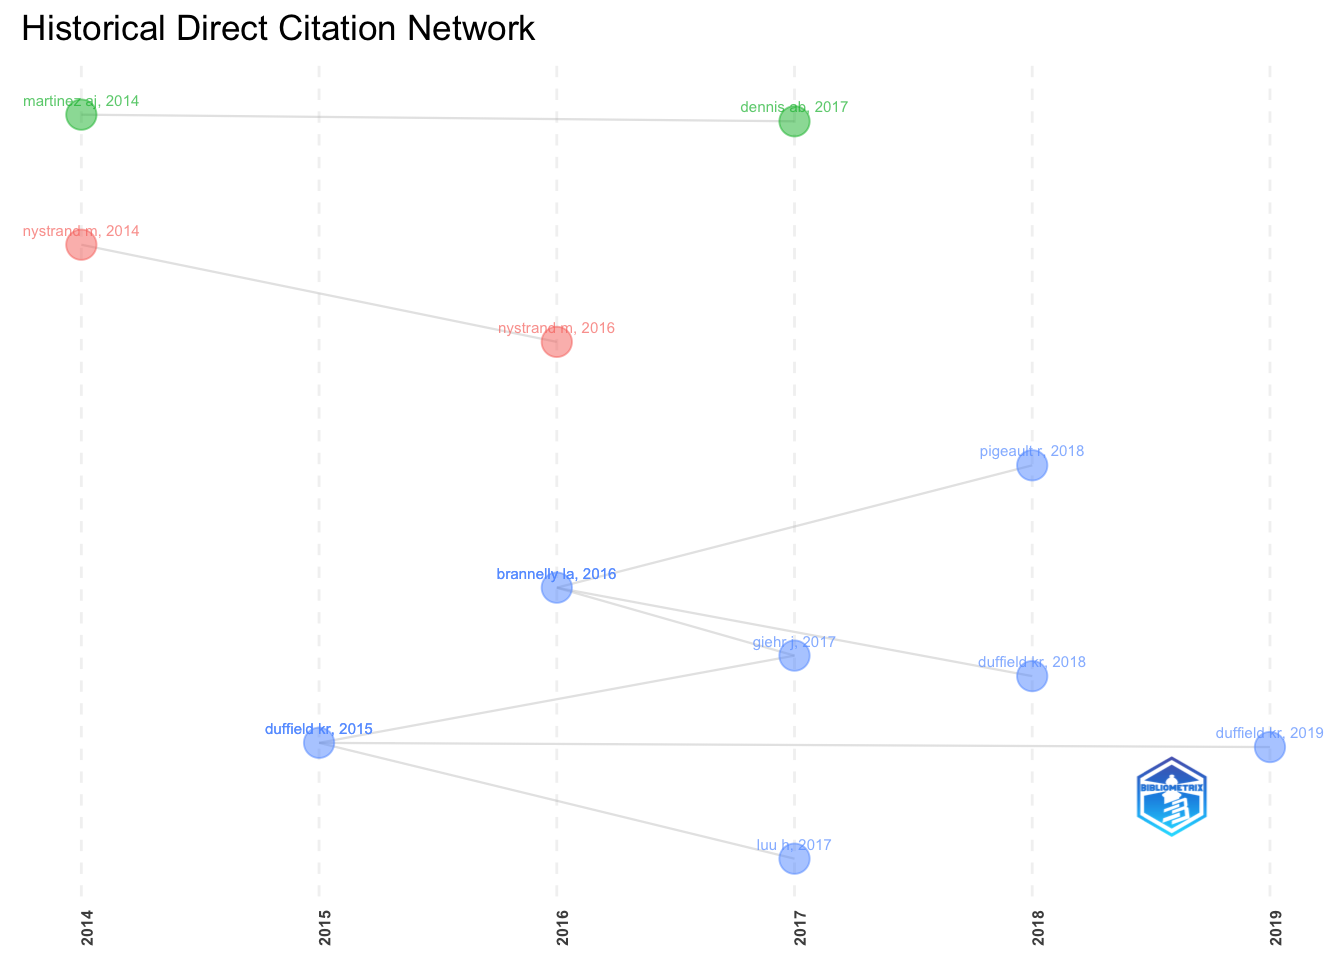 Historical Direct Citation Network
martinez aj, 2014
dennis ab, 2017
nystrand m, 2014
nystrand m, 2016
pigeault r, 2018
brannelly la, 2016
giehr j, 2017
duffield kr, 2018
duffield kr, 2015
duffield kr, 2019
BIBLIOMETRIX
luu h, 2017
2014
2015
2016
2017
2018
2019